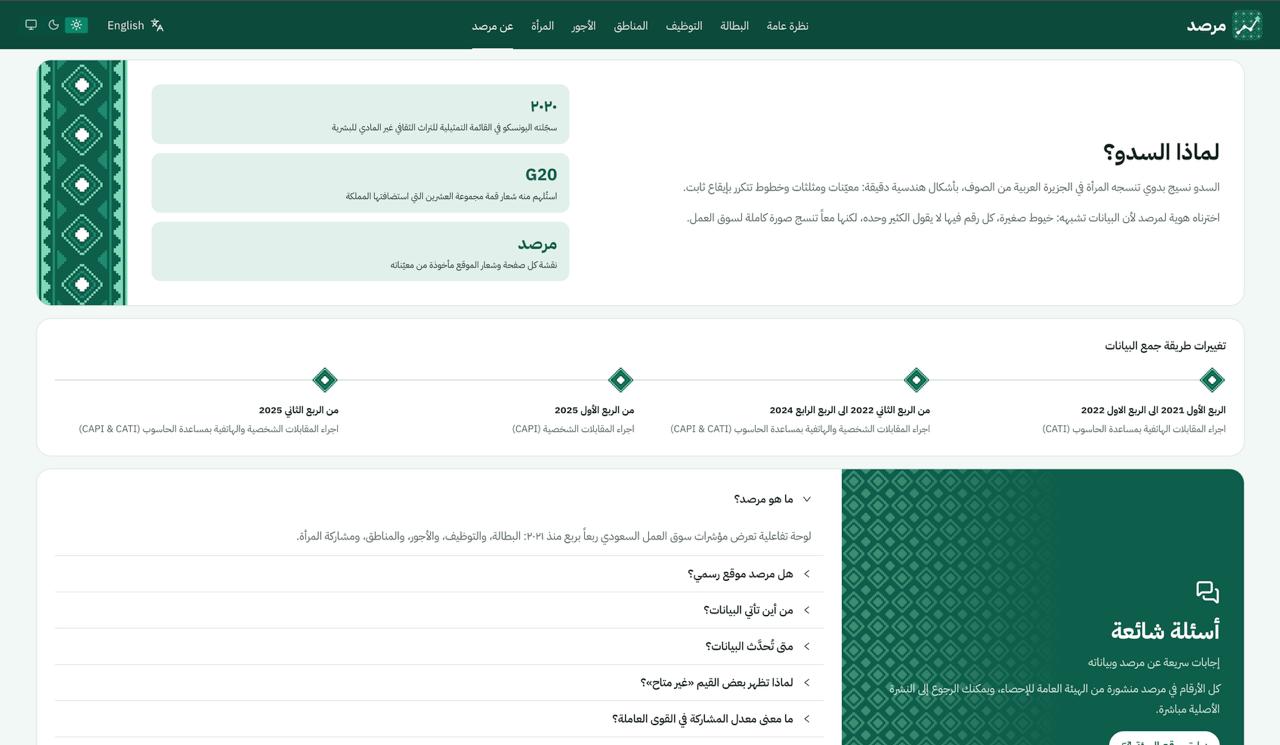 مرصد
نظرة عامة
البطالة
التوظيف
المناطق
الأجور
المرأة
عن مرصد
English
لماذا السدو؟
السدو نسيج بدوي تنسجه المرأة في الجزيرة العربية من الصوف، بأشكال هندسية دقيقة: معيّنات ومثلثات وخطوط تتكرر بإيقاع ثابت.
اخترناه هوية لمرصد لأن البيانات تشبهه: خيوط صغيرة، كل رقم فيها لا يقول الكثير وحده، لكنها معاً تنسج صورة كاملة لسوق العمل.
٢٠٢٠
سجّلته اليونسكو في القائمة التمثيلية للتراث الثقافي غير المادي للبشرية
G20
استُلهم منه شعار قمة مجموعة العشرين التي استضافتها المملكة
مرصد
نقشة كل صفحة وشعار الموقع مأخوذة من معيّناته
تغييرات طريقة جمع البيانات
الربع الأول 2021 الى الربع الاول 2022
اجراء المقابلات الهاتفية بمساعدة الحاسوب (CATI)
من الربع الثاني 2022 الى الربع الرابع 2024
اجراء المقابلات الشخصية والهاتفية بمساعدة الحاسوب (CAPI & CATI)
من الربع الأول 2025
اجراء المقابلات الشخصية (CAPI)
من الربع الثاني 2025
اجراء المقابلات الشخصية والهاتفية بمساعدة الحاسوب (CAPI & CATI)
أسئلة شائعة
إجابات سريعة عن مرصد وبياناته
كل الأرقام في مرصد منشورة من الهيئة العامة للإحصاء، ويمكنك الرجوع إلى النشرة
الأصلية مباشرة.
ما هو مرصد؟
لوحة تفاعلية تعرض مؤشرات سوق العمل السعودي ربعاً بربع منذ ٢٠٢١: البطالة، والتوظيف، والأجور، والمناطق، ومشاركة المرأة.
هل مرصد موقع رسمي؟
من أين تأتي البيانات؟
متى تُحدَّث البيانات؟
لماذا تظهر بعض القيم «غير متاح»؟
ما معنى معدل المشاركة في القوى العاملة؟